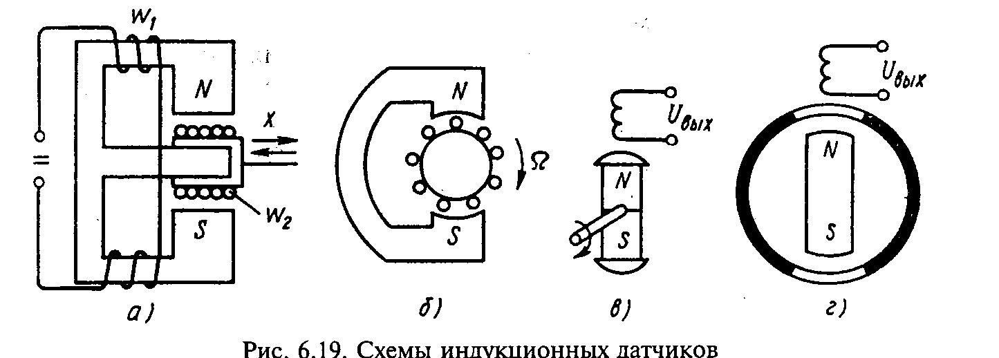 W₁
N
X
=
W₂
S
а)
N
Ω
S
б)
Uвых
N
S
в)
Uвых
N
S
г)
Рис. 6.19. Схемы индукционных датчиков